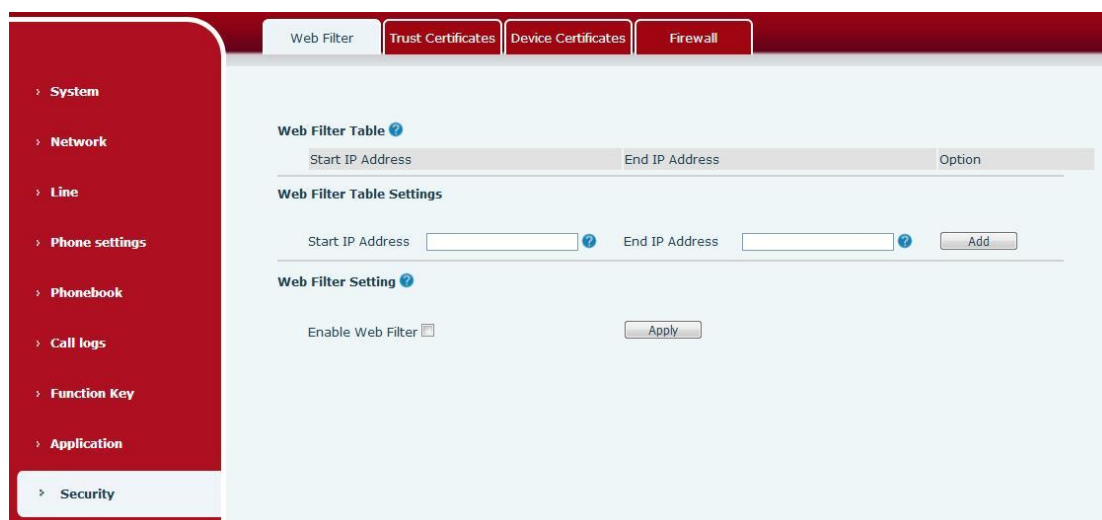 Web Filter Trust Certificates Device Certificates Firewall
System
Network
Line
Phone settings
Phonebook
Call logs
Function Key
Application
Security
Web Filter Table ?
Start IP Address End IP Address Option
Web Filter Table Settings
Start IP Address ? End IP Address ? Add
Web Filter Setting ?
Enable Web Filter Apply